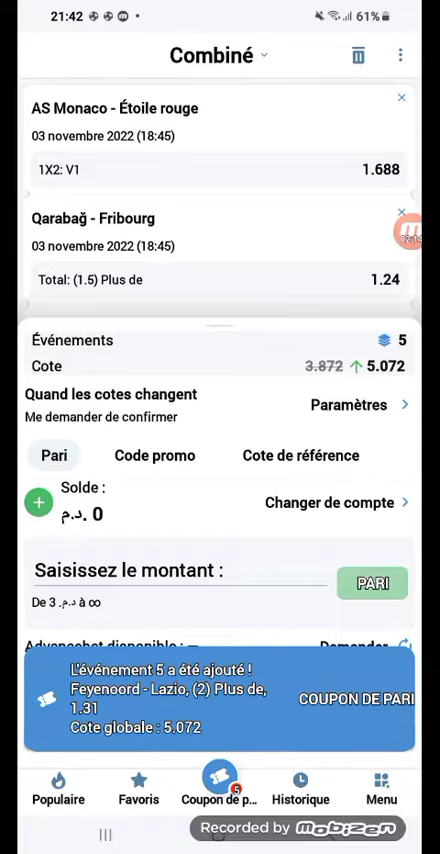 21:42
61%
Combiné
AS Monaco - Étoile rouge
03 novembre 2022 (18:45)
1X2: V1 1.688
Qarabağ - Fribourg
03 novembre 2022 (18:45)
Total: (1.5) Plus de 1.24
Événements 5
Cote 3.872 ↑ 5.072
Quand les cotes changent
Me demander de confirmer
Paramètres
Pari Code promo Cote de référence
Solde :
د.م. 0
Changer de compte
Saisissez le montant :
PARI
De 3 د.م. à ∞
L'événement 5 a été ajouté !
Feyenoord - Lazio, (2) Plus de,
1.31
Cote globale : 5.072
COUPON DE PARI
5
Populaire Favoris Coupon de p... Historique Menu
Recorded by mobizen